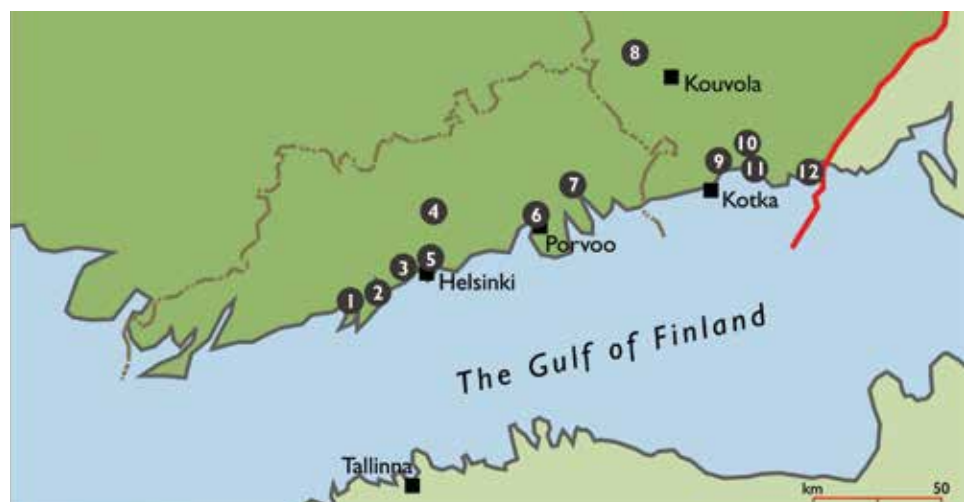 8
Kouvola
10
9
11
12
7
Kotka
4
6
Porvoo
5
3
Helsinki
2
1
The Gulf of Finland
Tallinna
km 50